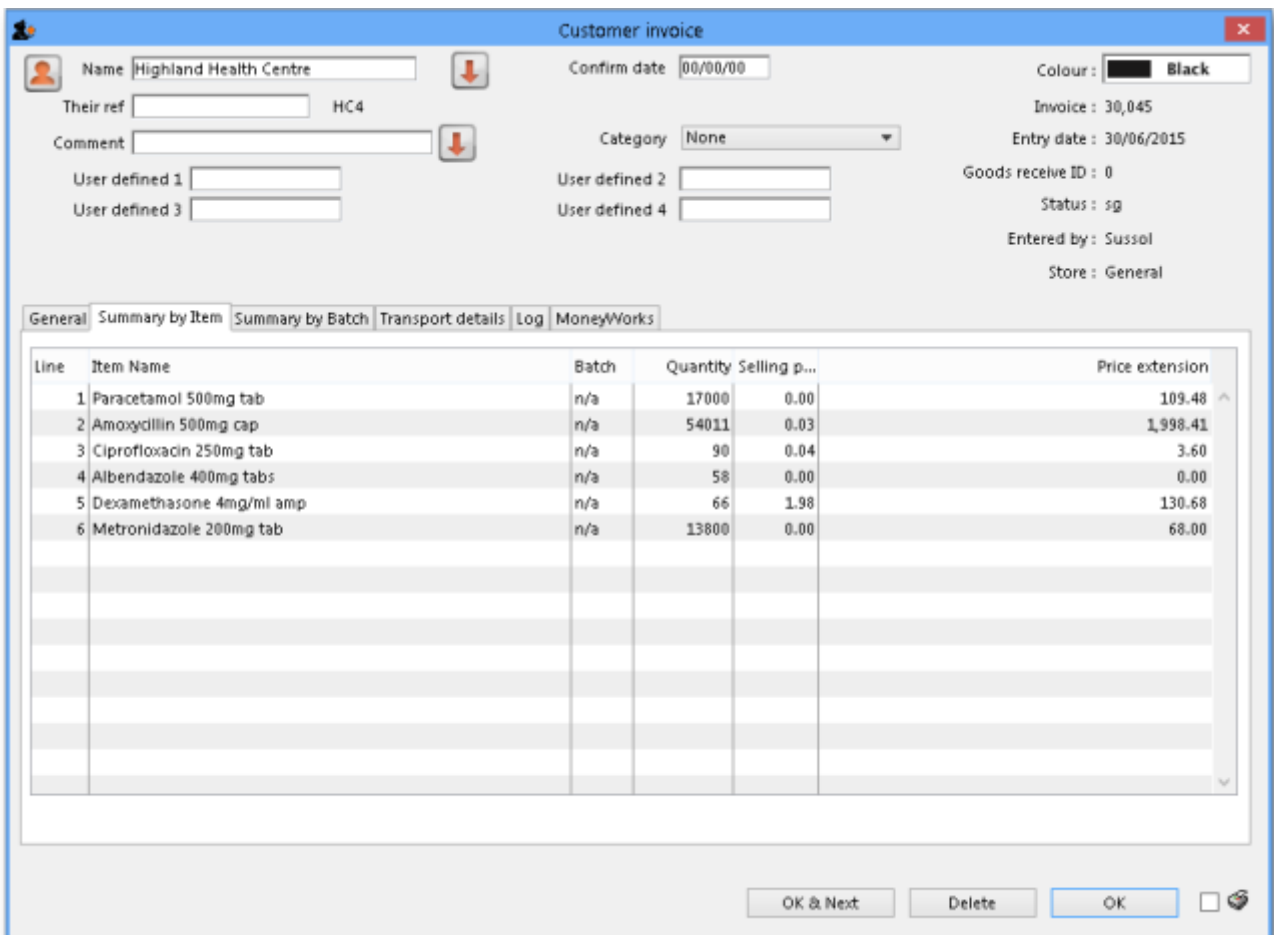 Customer invoice
Name Highland Health Centre Confirm date 00/00/00 Colour : Black
Their ref HC4 Invoice : 30,045
Comment Category None Entry date : 30/06/2015
User defined 1 User defined 2 Goods receive ID : 0
User defined 3 User defined 4 Status : sg
Entered by : Sussol
Store : General
General Summary by Item Summary by Batch Transport details Log MoneyWorks
Line Item Name Batch Quantity Selling p... Price extension
1 Paracetamol 500mg tab n/a 17000 0.00 109.48
2 Amoxycillin 500mg cap n/a 54011 0.03 1,998.41
3 Ciprofloxacin 250mg tab n/a 90 0.04 3.60
4 Albendazole 400mg tabs n/a 58 0.00 0.00
5 Dexamethasone 4mg/ml amp n/a 66 1.98 130.68
6 Metronidazole 200mg tab n/a 13800 0.00 68.00
OK & Next Delete OK